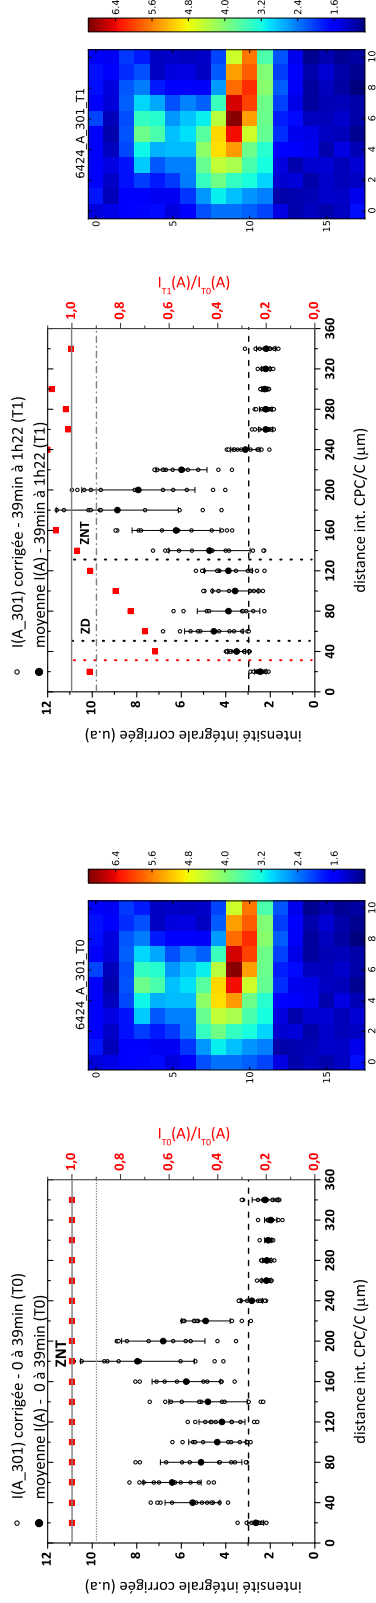 I(A_301) corrigée - 0 à 39min (T0)
moyenne I(A) - 0 à 39min (T0)
ZNT
12
10
8
6
4
2
0
1,0
0,8
0,6
0,4
0,2
0,0
0 40 80 120 160 200 240 280 320 360
intensité intégrale corrigée (u.a)
I_T0(A)/I_T0(A)
distance int. CPC/C (µm)
6424_A_301_T0
0
5
10
15
0 2 4 6 8 10
6.4
5.6
4.8
4.0
3.2
2.4
1.6
I(A_301) corrigée - 39min à 1h22 (T1)
moyenne I(A) - 39min à 1h22 (T1)
ZD
ZNT
12
10
8
6
4
2
0
1,0
0,8
0,6
0,4
0,2
0,0
0 40 80 120 160 200 240 280 320 360
intensité intégrale corrigée (u.a)
I_T1(A)/I_T0(A)
distance int. CPC/C (µm)
6424_A_301_T1
0
5
10
15
0 2 4 6 8 10
6.4
5.6
4.8
4.0
3.2
2.4
1.6